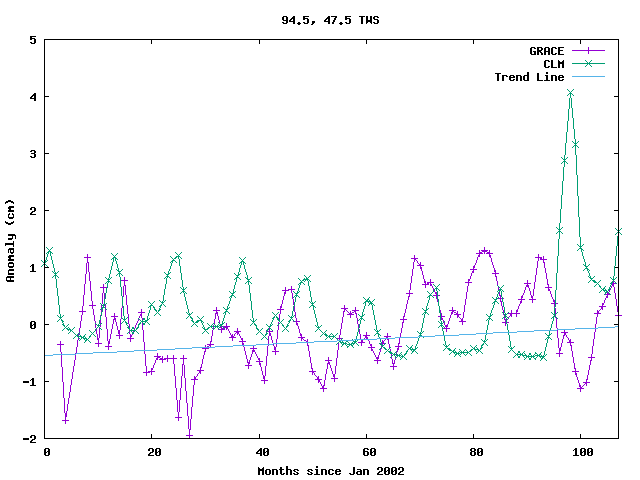 94.5, 47.5 TWS
GRACE
CLM
Trend Line
5
4
3
2
1
0
-1
-2
Anomaly (cm)
0 20 40 60 80 100
Months since Jan 2002